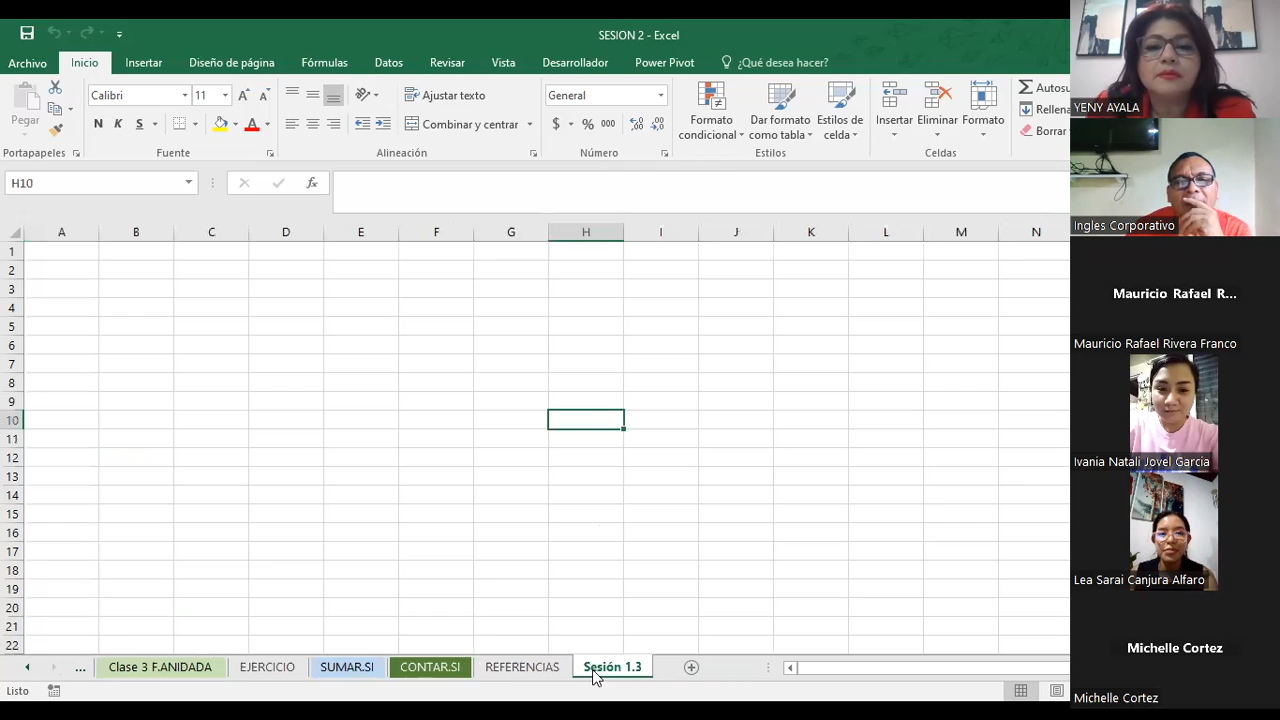 SESION 2 - Excel
Archivo Inicio Insertar Diseño de página Fórmulas Datos Revisar Vista Desarrollador Power Pivot ¿Qué desea hacer?
Pegar
Calibri 11
N K S
Ajustar texto
Combinar y centrar
General
$ % 000
Formato condicional
Dar formato como tabla
Estilos de celda
Insertar
Eliminar
Formato
Autosu
Rellena
Borrar
Portapapeles Fuente Alineación Número Estilos Celdas
H10
fx
A B C D E F G H I J K L M N
1
2
3
4
5
6
7
8
9
10
11
12
13
14
15
16
17
18
19
20
21
22
... Clase 3 F.ANIDADA EJERCICIO SUMAR.SI CONTAR.SI REFERENCIAS Sesión 1.3
Listo
YENY AYALA
Ingles Corporativo
Mauricio Rafael R...
Mauricio Rafael Rivera Franco
Ivania Natali Jovel Garcia
Lea Sarai Canjura Alfaro
Michelle Cortez
Michelle Cortez